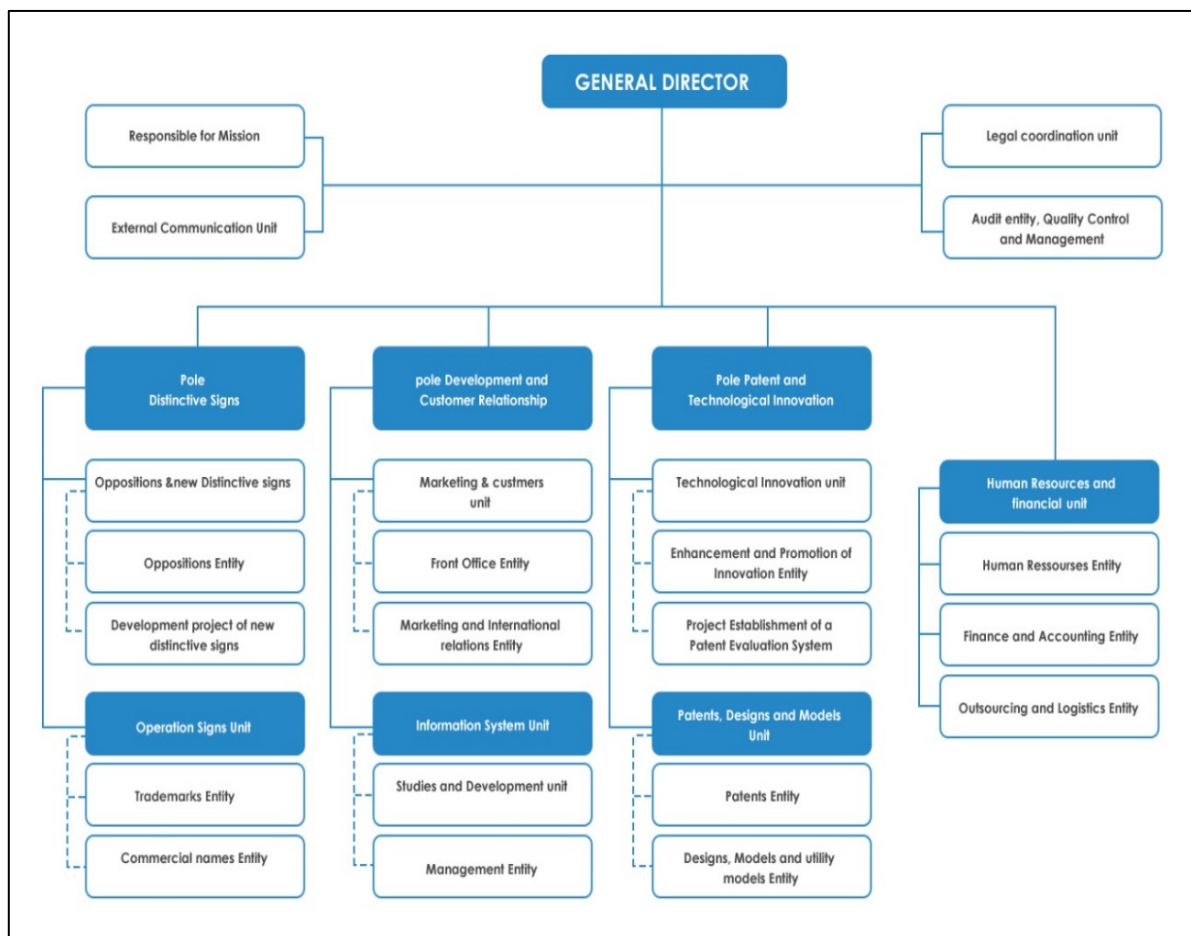 GENERAL DIRECTOR
Responsible for Mission
Legal coordination unit
External Communication Unit
Audit entity, Quality Control
and Management
Pole
Distinctive Signs
pole Development and
Customer Relationship
Pole Patent and
Technological Innovation
Oppositions &new Distinctive signs
Marketing & custmers
unit
Technological Innovation unit
Human Resources and
financial unit
Oppositions Entity
Front Office Entity
Enhancement and Promotion of
Innovation Entity
Human Ressourses Entity
Development project of new
distinctive signs
Marketing and International
relations Entity
Project Establishment of a
Patent Evaluation System
Finance and Accounting Entity
Outsourcing and Logistics Entity
Operation Signs Unit
Information System Unit
Patents, Designs and Models
Unit
Trademarks Entity
Studies and Development unit
Patents Entity
Commercial names Entity
Management Entity
Designs, Models and utility
models Entity